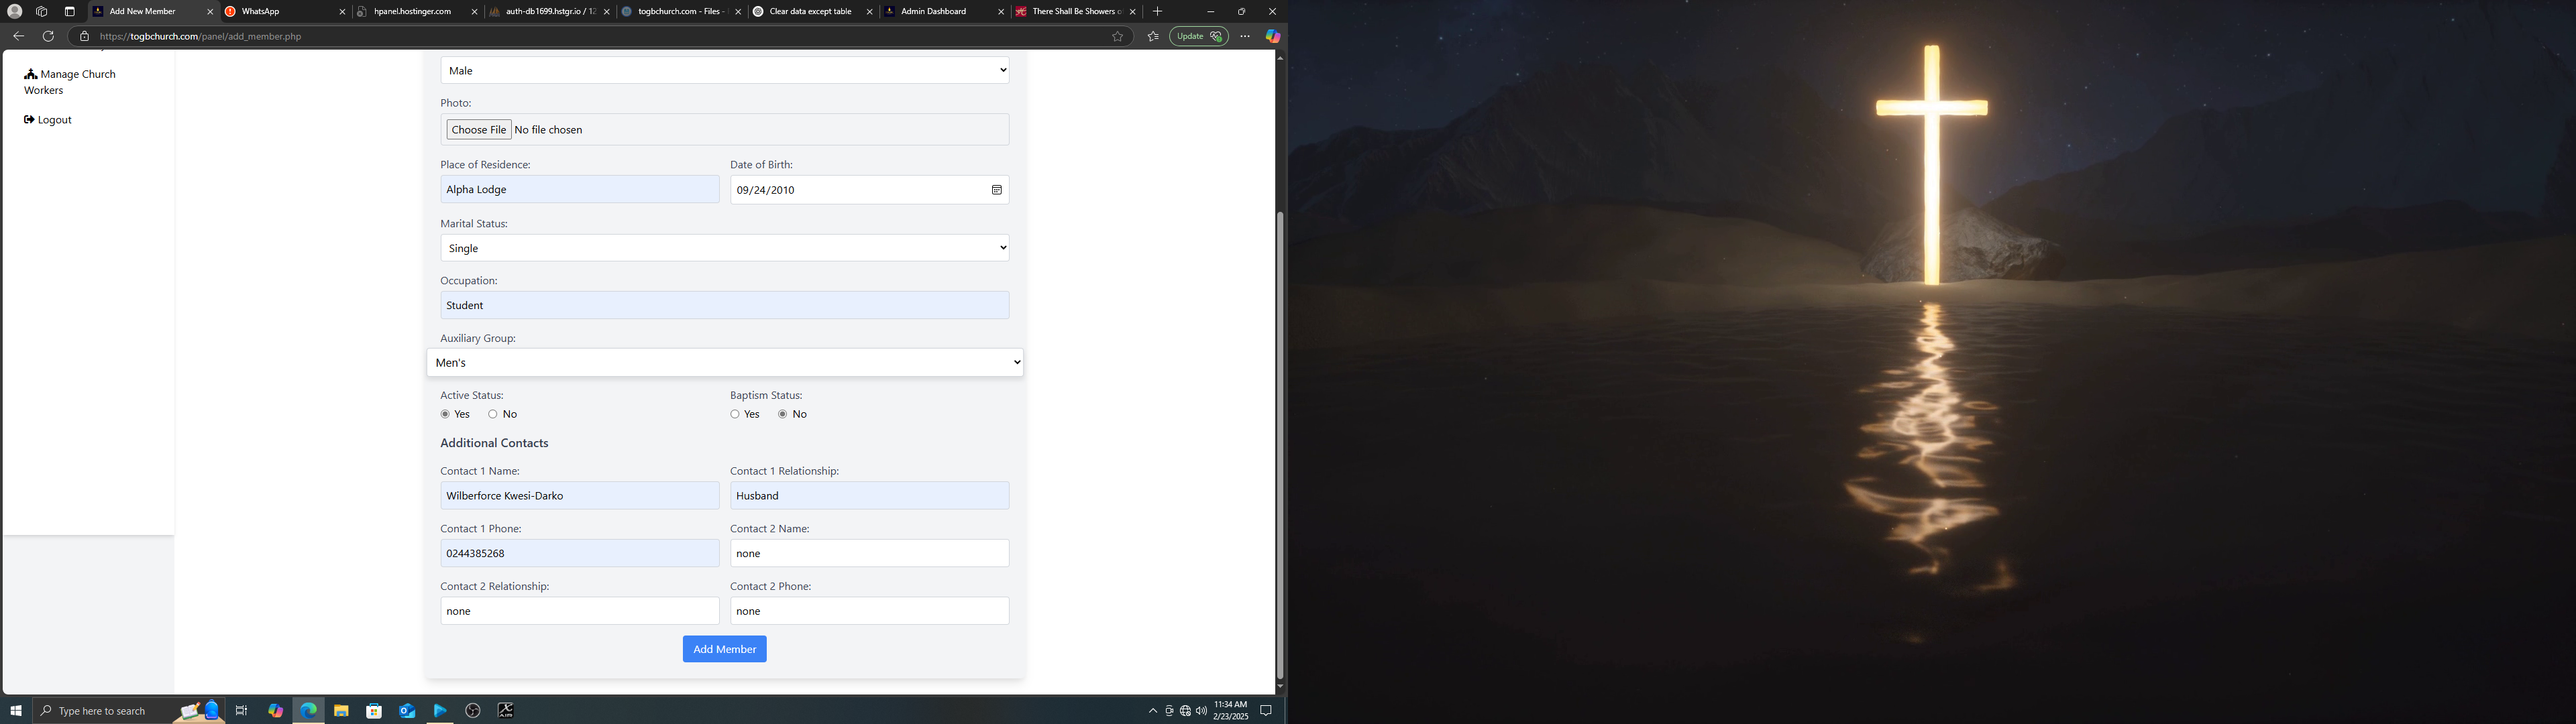 Add New Member
WhatsApp
hpanel.hostinger.com
auth-db1699.hstgr.io / 12
togbchurch.com - Files -
Clear data except table
Admin Dashboard
There Shall Be Showers o
https://togbchurch.com/panel/add_member.php
Update
Manage Church
Workers
Logout
Male
Photo:
Choose File No file chosen
Place of Residence:
Date of Birth:
Alpha Lodge
09/24/2010
Marital Status:
Single
Occupation:
Student
Auxiliary Group:
Men's
Active Status:
Baptism Status:
Yes No
Yes No
Additional Contacts
Contact 1 Name:
Contact 1 Relationship:
Wilberforce Kwesi-Darko
Husband
Contact 1 Phone:
Contact 2 Name:
0244385268
none
Contact 2 Relationship:
Contact 2 Phone:
none
none
Add Member
Type here to search
11:34 AM
2/23/2025